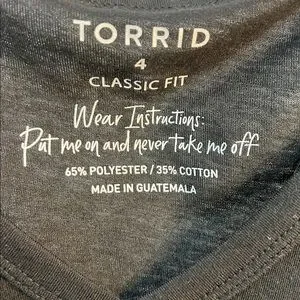 TORRID
4
CLASSIC FIT
Wear Instructions:
Put me on and never take me off
65% POLYESTER / 35% COTTON
MADE IN GUATEMALA